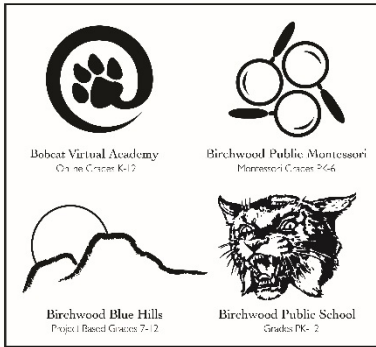 Bobcat Virtual Academy
Online Grades K-12
Birchwood Public Montessori
Montessori Grades PK-6
Birchwood Blue Hills
Project Based Grades 7-12
Birchwood Public School
Grades PK-12